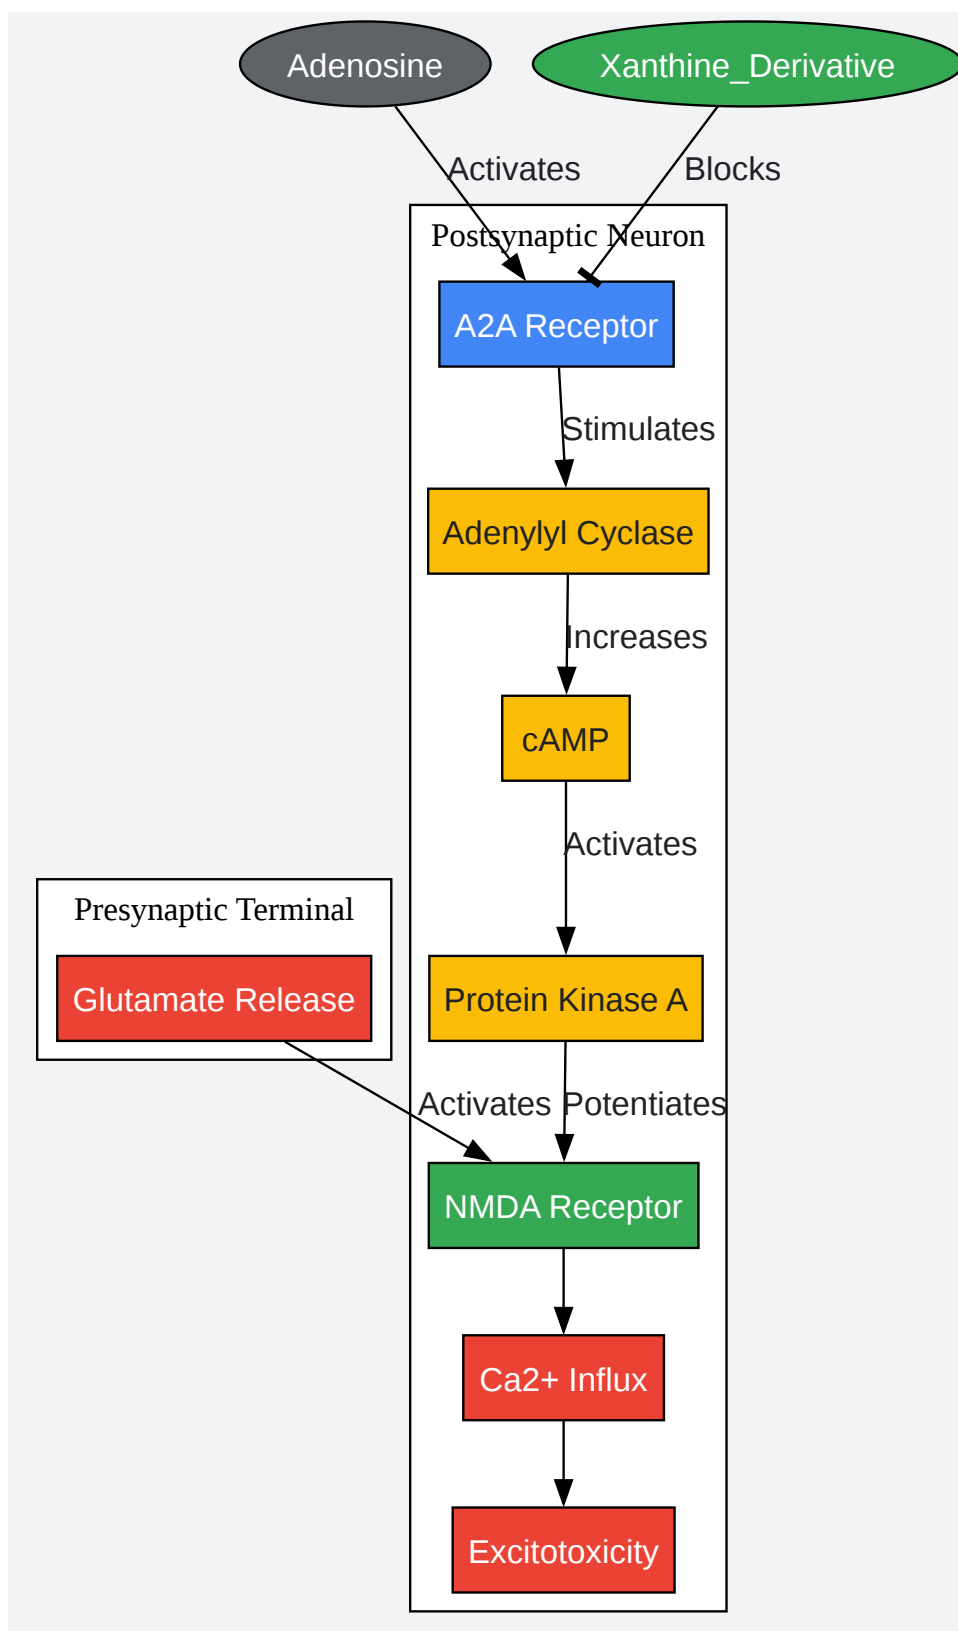 Adenosine
Xanthine_Derivative
Activates
Blocks
Postsynaptic Neuron
A2A Receptor
Stimulates
Adenylyl Cyclase
Increases
cAMP
Activates
Presynaptic Terminal
Glutamate Release
Protein Kinase A
Activates
Potentiates
NMDA Receptor
Ca2+ Influx
Excitotoxicity